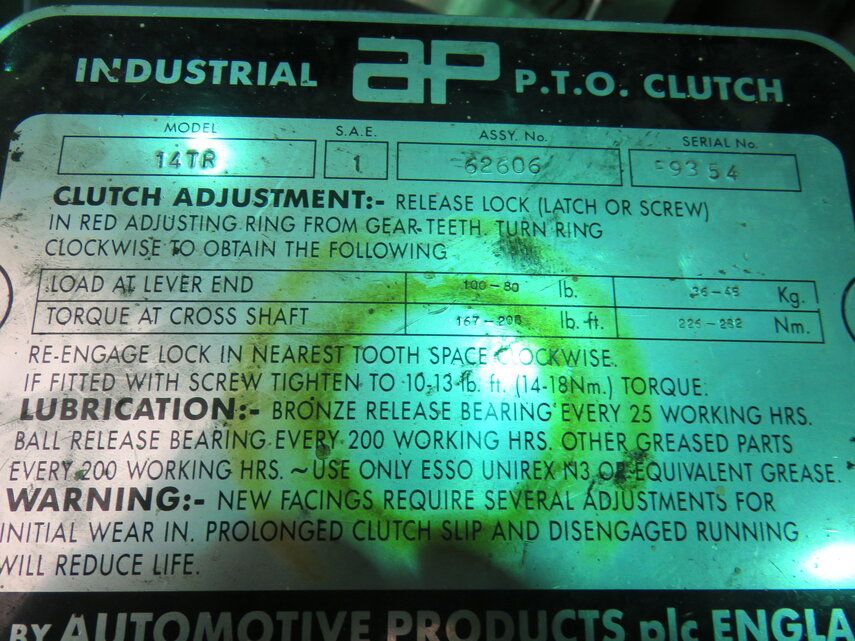 INDUSTRIAL AP P.T.O. CLUTCH
MODEL S.A.E. ASSY. No. SERIAL No.
14TR 1 62606 9354
CLUTCH ADJUSTMENT:- RELEASE LOCK (LATCH OR SCREW)
IN RED ADJUSTING RING FROM GEAR TEETH. TURN RING
CLOCKWISE TO OBTAIN THE FOLLOWING
LOAD AT LEVER END lb. Kg.
TORQUE AT CROSS SHAFT lb. ft. Nm.
RE-ENGAGE LOCK IN NEAREST TOOTH SPACE CLOCKWISE.
IF FITTED WITH SCREW TIGHTEN TO 10-13 lb. ft. (14-18Nm.) TORQUE.
LUBRICATION:- BRONZE RELEASE BEARING EVERY 25 WORKING HRS.
BALL RELEASE BEARING EVERY 200 WORKING HRS. OTHER GREASED PARTS
EVERY 200 WORKING HRS. ~USE ONLY ESSO UNIREX N3 OR EQUIVALENT GREASE.
WARNING:- NEW FACINGS REQUIRE SEVERAL ADJUSTMENTS FOR
INITIAL WEAR IN. PROLONGED CLUTCH SLIP AND DISENGAGED RUNNING
WILL REDUCE LIFE.
BY AUTOMOTIVE PRODUCTS plc ENGLA